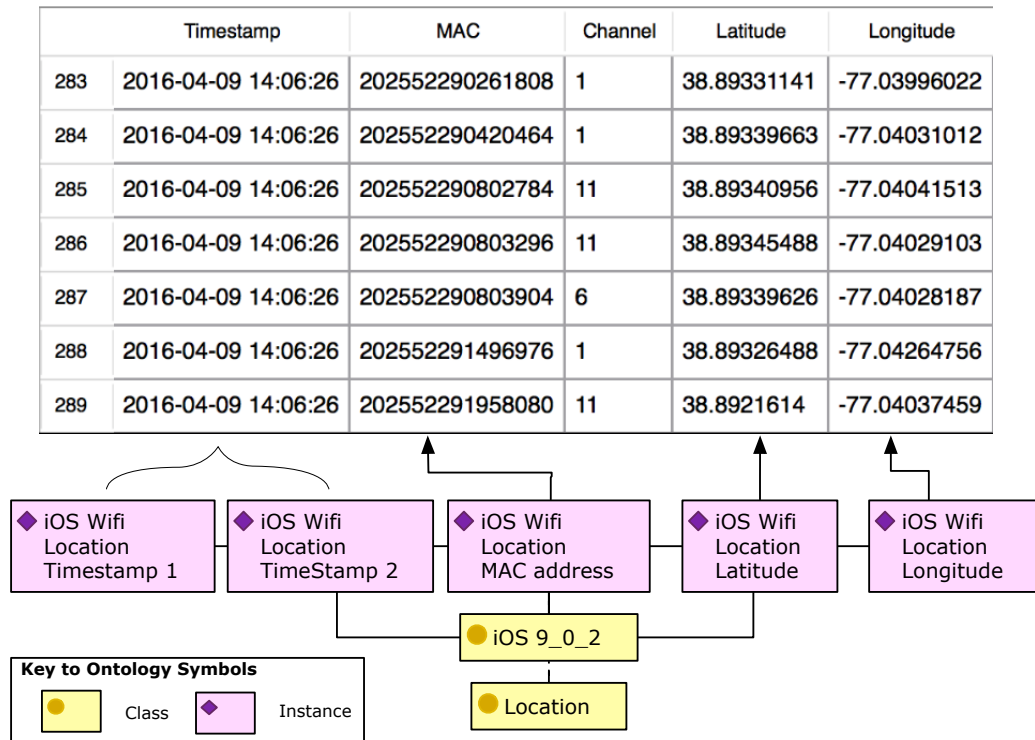 Timestamp MAC Channel Latitude Longitude
283 2016-04-09 14:06:26 202552290261808 1 38.89331141 -77.03996022
284 2016-04-09 14:06:26 202552290420464 1 38.89339663 -77.04031012
285 2016-04-09 14:06:26 202552290802784 11 38.89340956 -77.04041513
286 2016-04-09 14:06:26 202552290803296 11 38.89345488 -77.04029103
287 2016-04-09 14:06:26 202552290803904 6 38.89339626 -77.04028187
288 2016-04-09 14:06:26 202552291496976 1 38.89326488 -77.04264756
289 2016-04-09 14:06:26 202552291958080 11 38.8921614 -77.04037459
iOS Wifi
Location
Timestamp 1
iOS Wifi
Location
TimeStamp 2
iOS Wifi
Location
MAC address
iOS Wifi
Location
Latitude
iOS Wifi
Location
Longitude
iOS 9_0_2
Location
Key to Ontology Symbols
Class
Instance